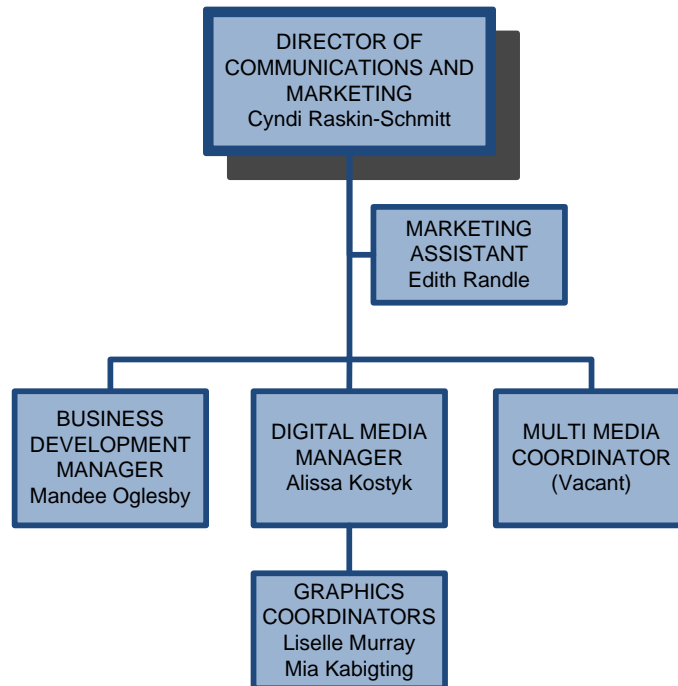 DIRECTOR OF
COMMUNICATIONS AND
MARKETING
Cyndi Raskin-Schmitt
MARKETING
ASSISTANT
Edith Randle
BUSINESS
DEVELOPMENT
MANAGER
Mandee Oglesby
DIGITAL MEDIA
MANAGER
Alissa Kostyk
MULTI MEDIA
COORDINATOR
(Vacant)
GRAPHICS
COORDINATORS
Liselle Murray
Mia Kabigting